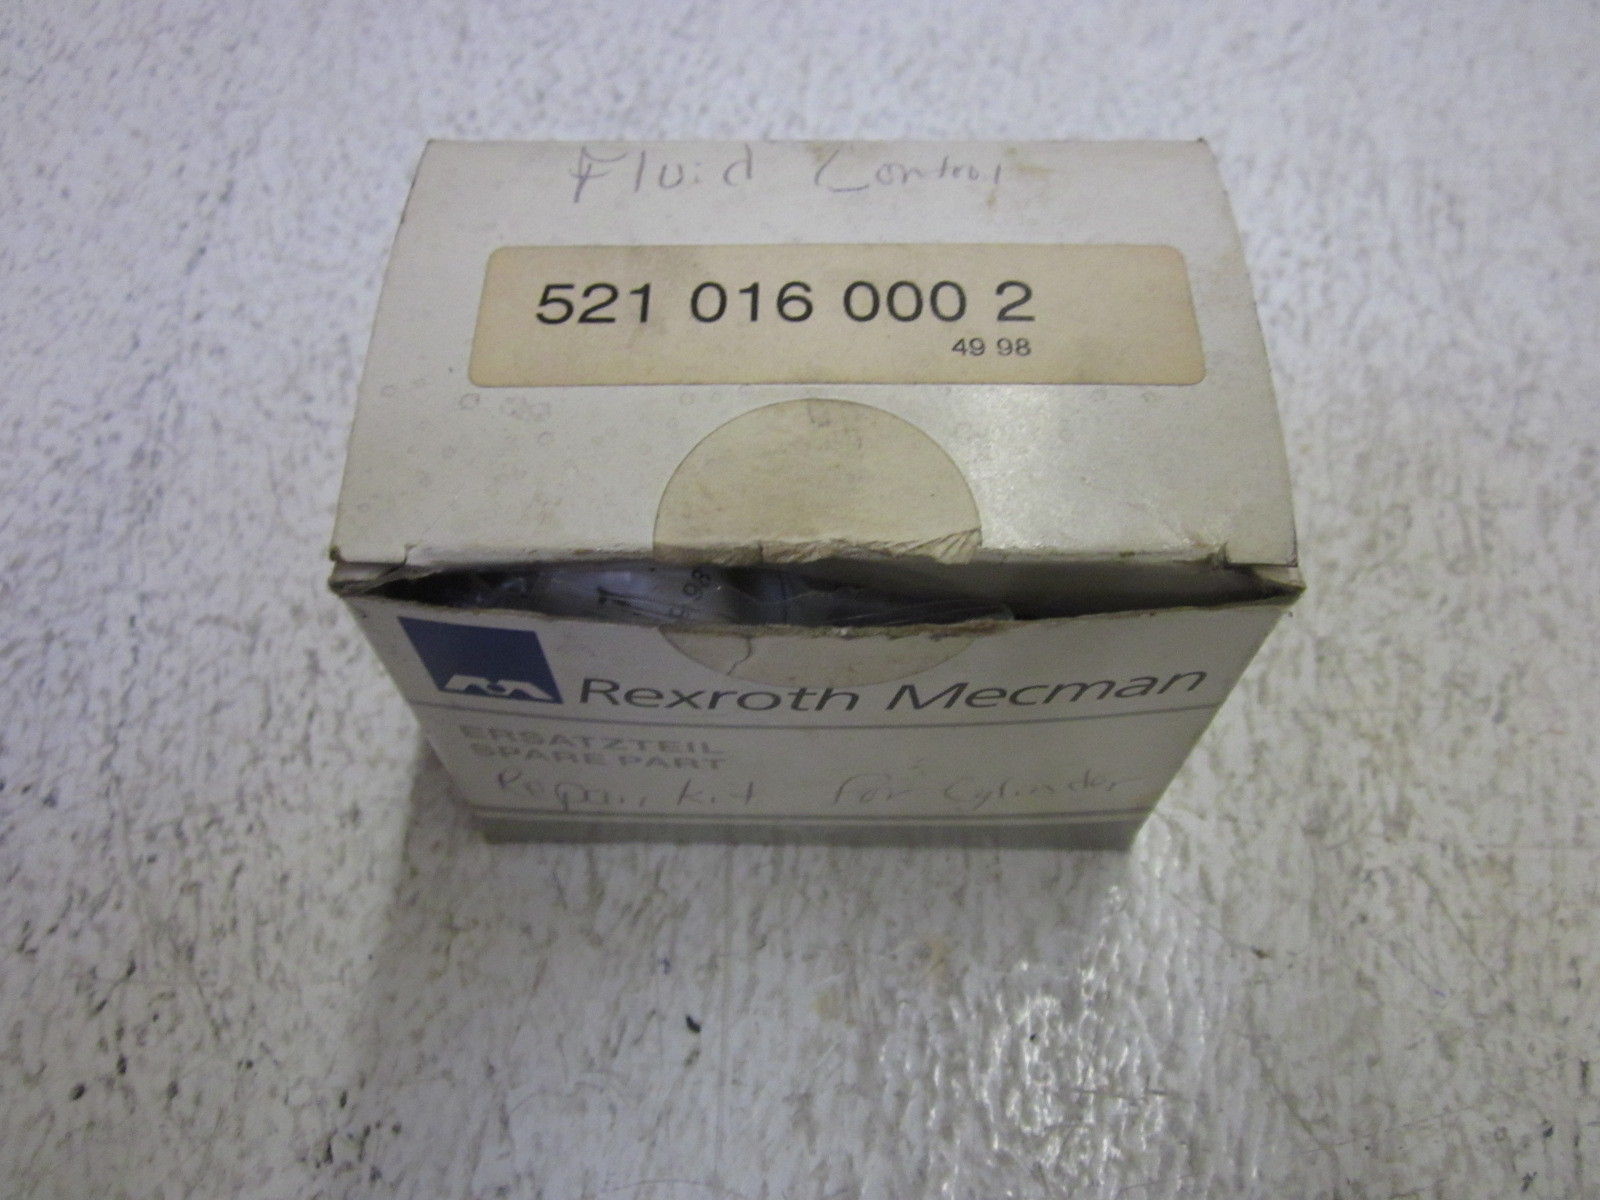 Fluid Control
521 016 000 2
49 98
Rexroth Mecman
ERSATZTEIL
SPARE PART
Repair kit for Cylinder